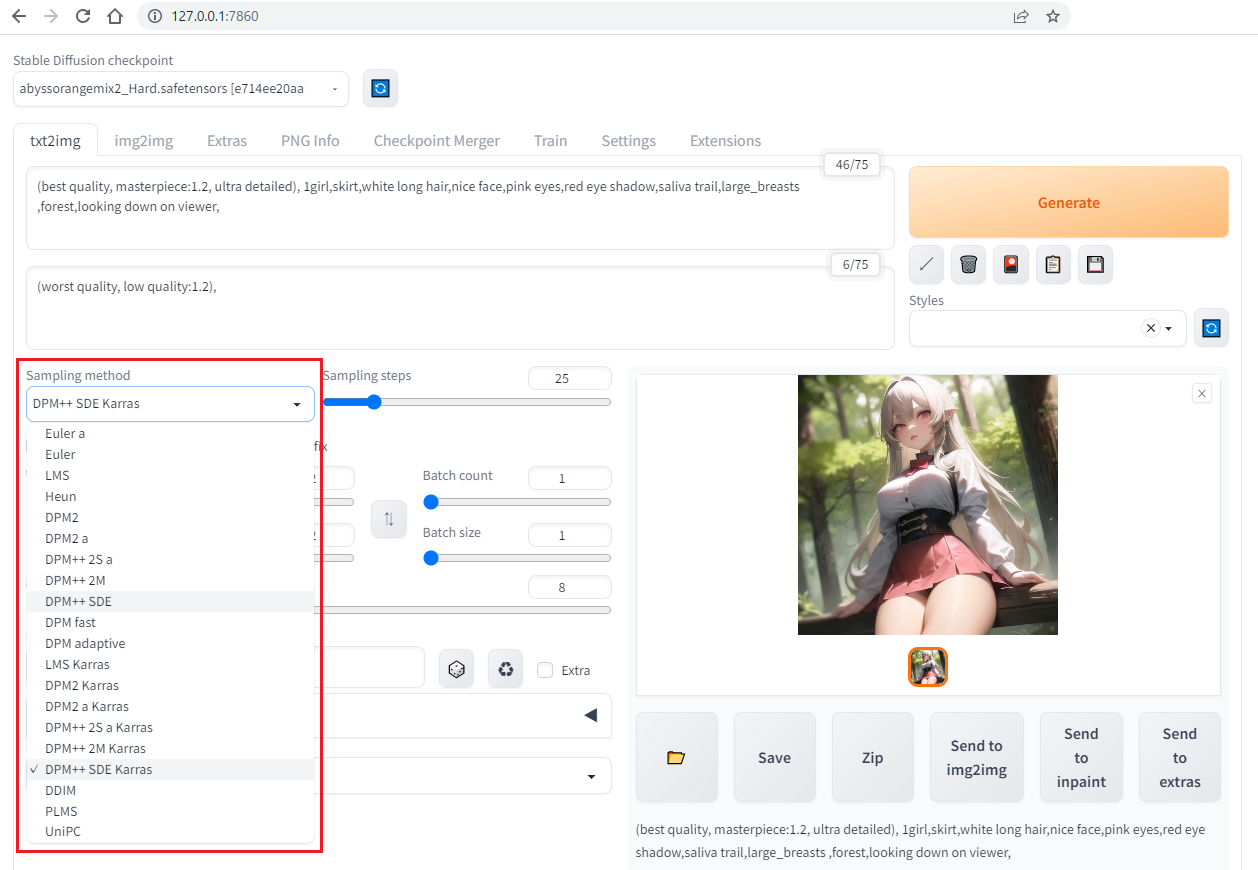 127.0.0.1:7860
Stable Diffusion checkpoint
abyssorangemix2_Hard.safetensors [e714ee20aa
txt2img img2img Extras PNG Info Checkpoint Merger Train Settings Extensions
46/75
(best quality, masterpiece:1.2, ultra detailed), 1girl,skirt,white long hair,nice face,pink eyes,red eye shadow,saliva trail,large_breasts
,forest,looking down on viewer,
Generate
6/75
(worst quality, low quality:1.2),
Styles
Sampling method
DPM++ SDE Karras
Euler a
Euler
LMS
Heun
DPM2
DPM2 a
DPM++ 2S a
DPM++ 2M
DPM++ SDE
DPM fast
DPM adaptive
LMS Karras
DPM2 Karras
DPM2 a Karras
DPM++ 2S a Karras
DPM++ 2M Karras
✓ DPM++ SDE Karras
DDIM
PLMS
UniPC
Sampling steps
25
fix
2
Batch count
1
2
Batch size
1
8
Extra
Save
Zip
Send to
img2img
Send
to
inpaint
Send
to
extras
(best quality, masterpiece:1.2, ultra detailed), 1girl,skirt,white long hair,nice face,pink eyes,red eye
shadow,saliva trail,large_breasts ,forest,looking down on viewer,